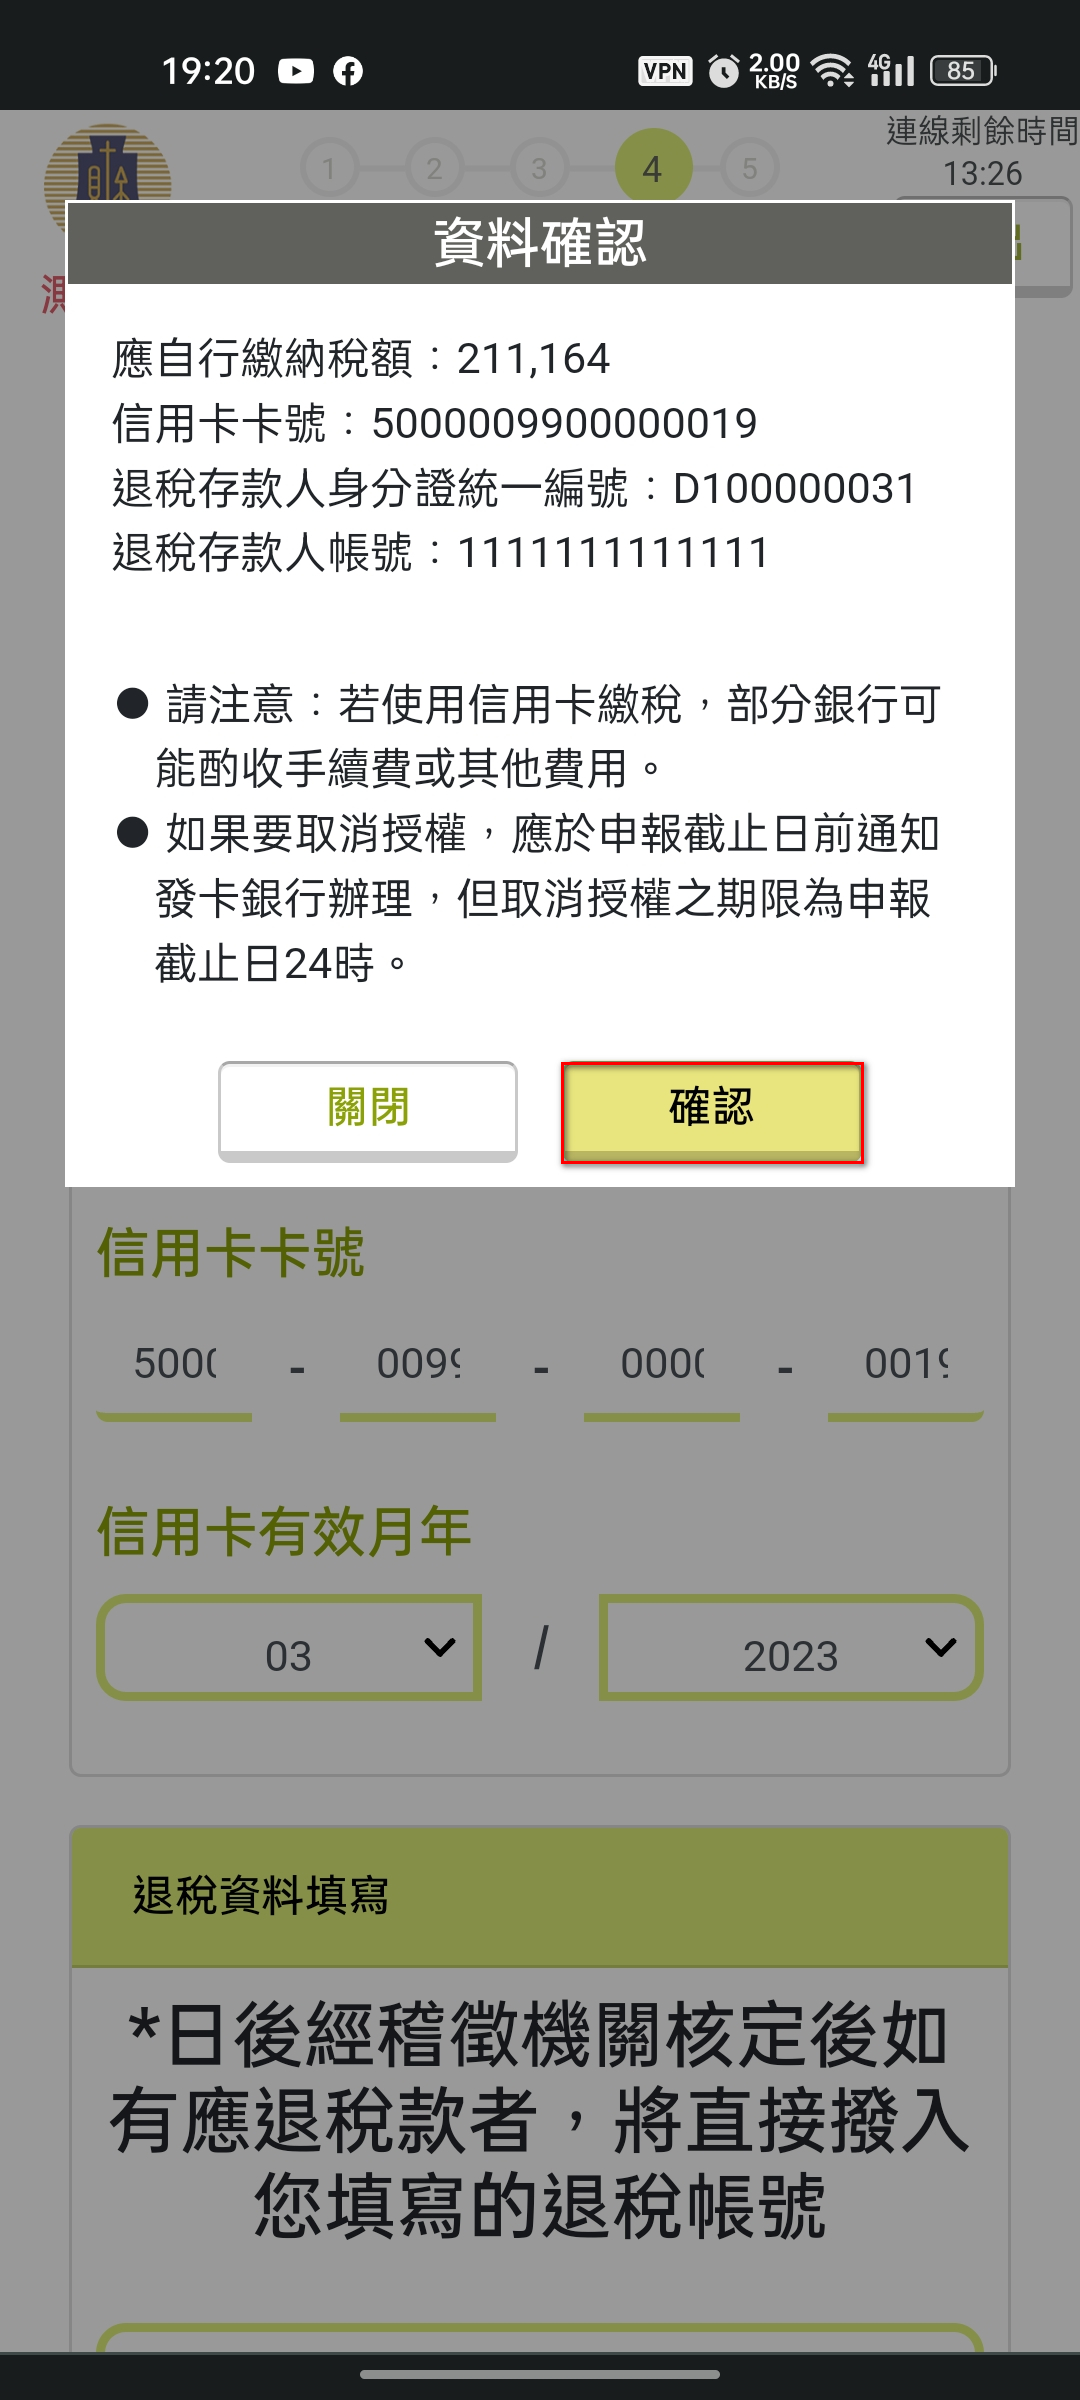 19:20
VPN
2.00
KB/S
4G
85
連線剩餘時間
13:26
1
2
3
4
5
資料確認
應自行繳納稅額：211,164
信用卡卡號：5000009900000019
退稅存款人身分證統一編號：D100000031
退稅存款人帳號：1111111111111
● 請注意：若使用信用卡繳稅，部分銀行可
能酌收手續費或其他費用。
● 如果要取消授權，應於申報截止日前通知
發卡銀行辦理，但取消授權之期限為申報
截止日24時。
關閉
確認
信用卡卡號
5000 - 0099 - 0000 - 0019
信用卡有效月年
03 / 2023
退稅資料填寫
*日後經稽徵機關核定後如
有應退稅款者，將直接撥入
您填寫的退稅帳號